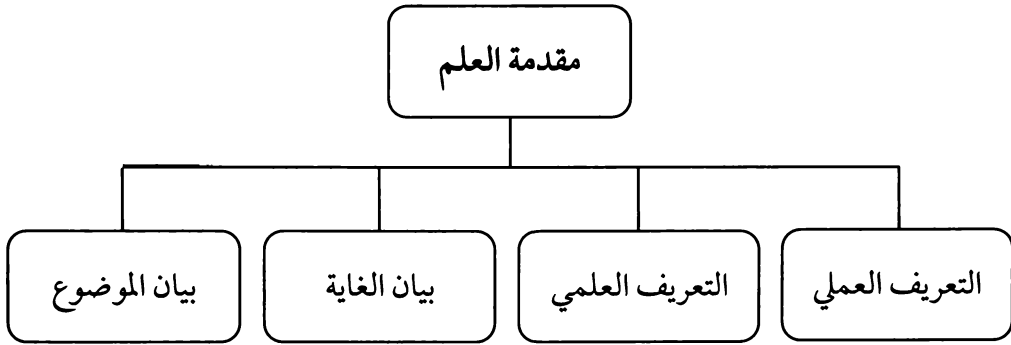 مقدمة العلم
التعريف العملي
التعريف العلمي
بيان الغاية
بيان الموضوع